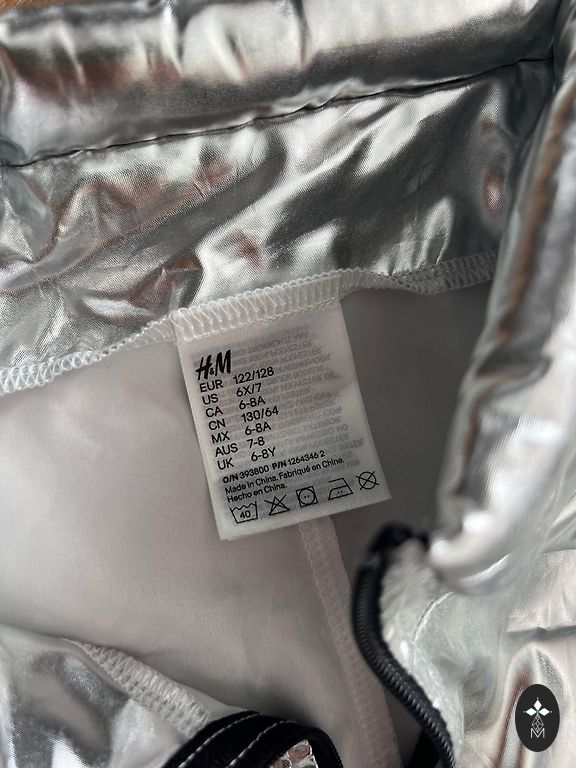 H&M
EUR 122/128
US 6X/7
CA 6-8A
CN 130/64
MX 6-8A
AUS 7-8
UK 6-8Y
O/N 393800 P/N 1264346 2
Made in China. Fabriqué en Chine.
Hecho en China.
40